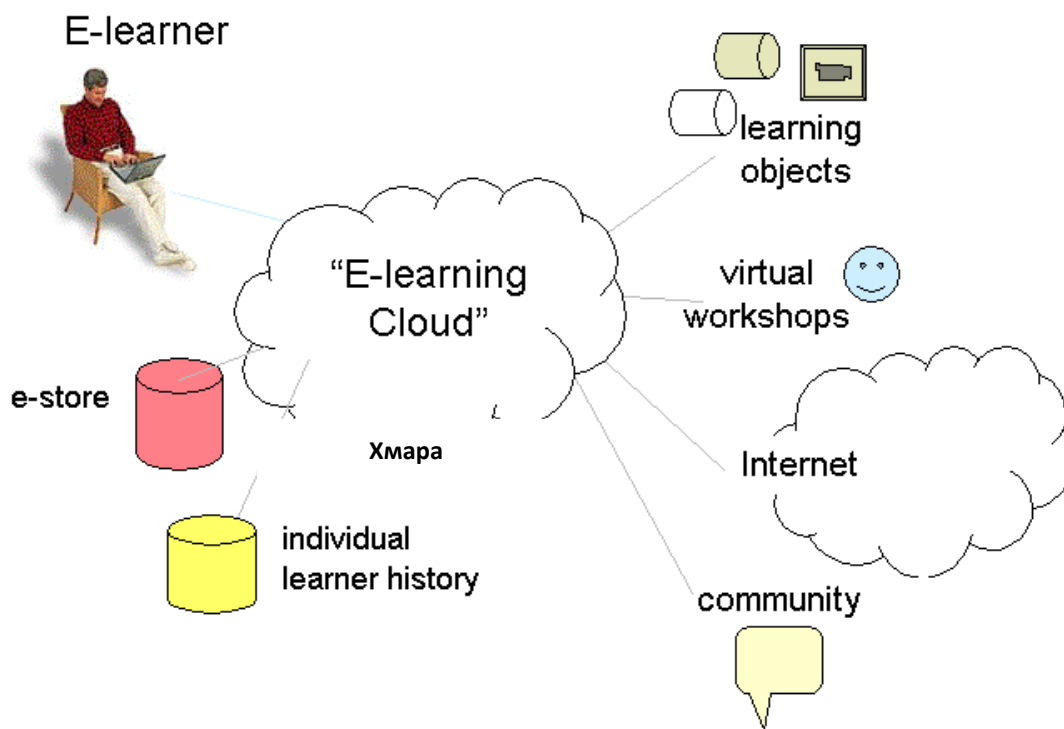 E-learner
learning
objects
“E-learning
Cloud”
virtual
workshops
e-store
Хмара
Internet
individual
learner history
community